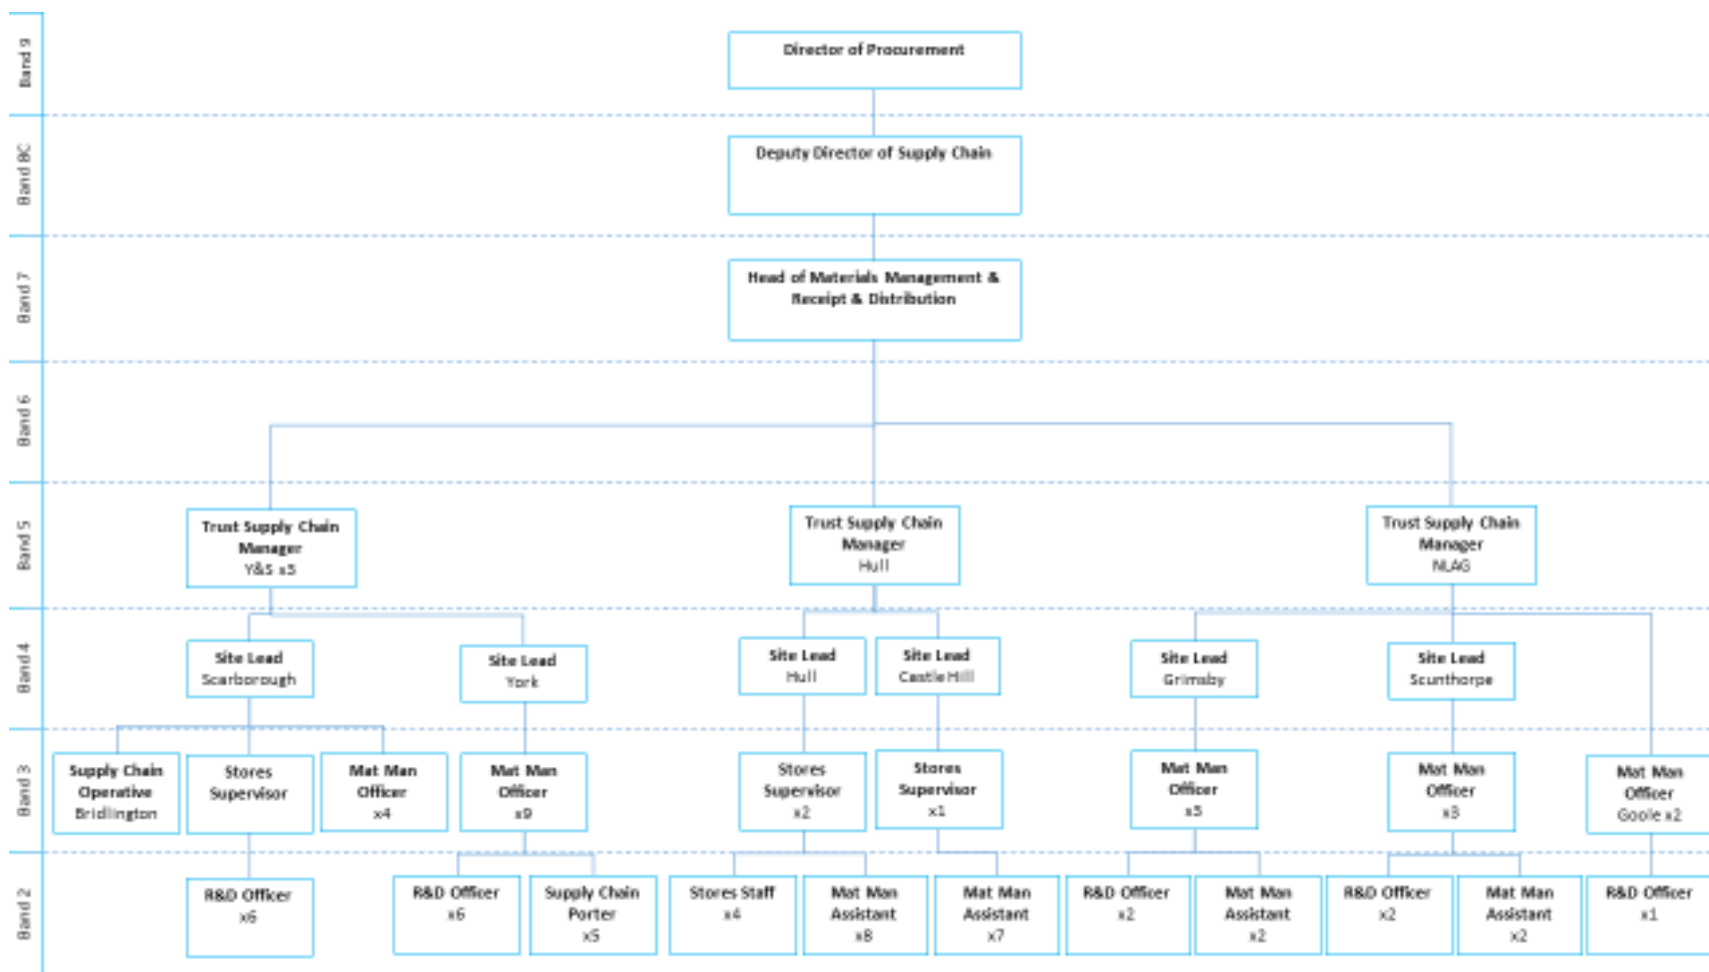 Band 9
Director of Procurement
Band 8C
Deputy Director of Supply Chain
Band 7
Head of Materials Management &
Receipt & Distribution
Band 6
Band 5
Trust Supply Chain
Manager
Y&S
Trust Supply Chain
Manager
Hull
Trust Supply Chain
Manager
NLAG
Band 4
Site Lead
Scarborough
Site Lead
York
Site Lead
Hull
Site Lead
Castle Hill
Site Lead
Grimsby
Site Lead
Scunthorpe
Band 3
Supply Chain
Operative
Bridlington
Stores
Supervisor
Mat Man
Officer
x4
Mat Man
Officer
x9
Stores
Supervisor
x2
Stores
Supervisor
x1
Mat Man
Officer
Mat Man
Officer
x3
Mat Man
Officer
Goole x2
Band 2
R&D Officer
x6
R&D Officer
x6
Supply Chain
Porter
x5
Stores Staff
x4
Mat Man
Assistant
x8
Mat Man
Assistant
x7
R&D Officer
x2
Mat Man
Assistant
x2
R&D Officer
x2
Mat Man
Assistant
x2
R&D Officer
x1